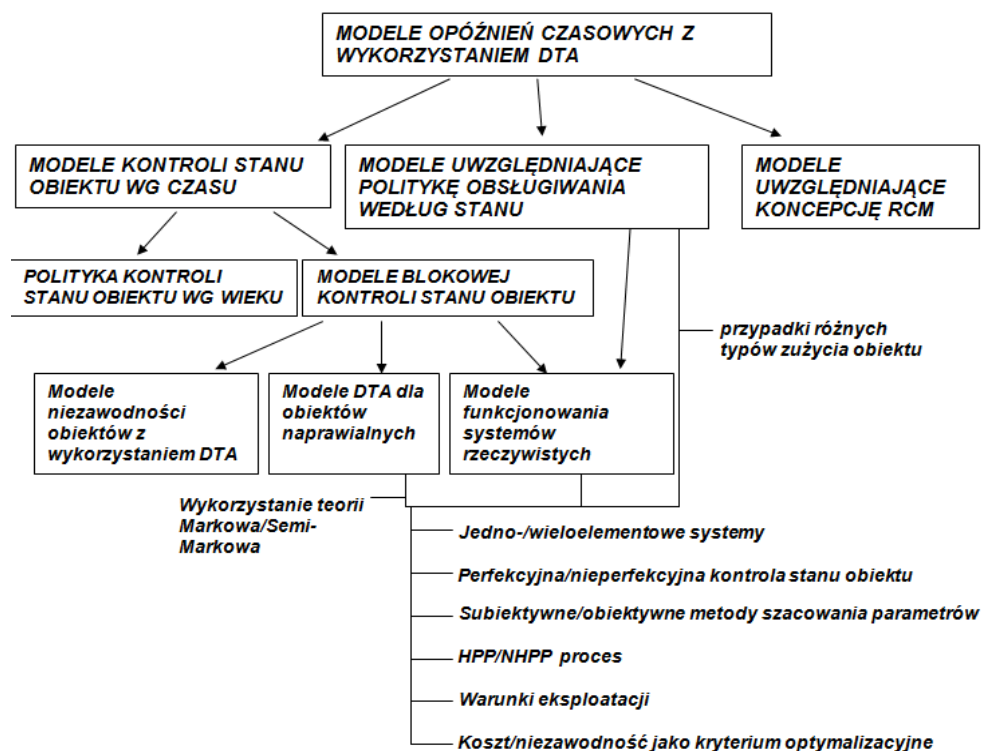 MODELE OPÓŹNIEŃ CZASOWYCH Z
WYKORZYSTANIEM DTA
MODELE KONTROLI STANU
OBIEKTU WG CZASU
MODELE UWZGLĘDNIAJĄCE
POLITYKĘ OBSŁUGIWANIA
WEDŁUG STANU
MODELE
UWZGLĘDNIAJĄCE
KONCEPCJĘ RCM
POLITYKA KONTROLI
STANU OBIEKTU WG WIEKU
MODELE BLOKOWEJ
KONTROLI STANU OBIEKTU
przypadki różnych
typów zużycia obiektu
Modele
niezawodności
obiektów z
wykorzystaniem DTA
Modele DTA dla
obiektów
naprawialnych
Modele
funkcjonowania
systemów
rzeczywistych
Wykorzystanie teorii
Markowa/Semi-
Markowa
Jedno-/wieloelementowe systemy
Perfekcyjna/nieperfekcyjna kontrola stanu obiektu
Subiektywne/obiektywne metody szacowania parametrów
HPP/NHPP proces
Warunki eksploatacji
Koszt/niezawodność jako kryterium optymalizacyjne